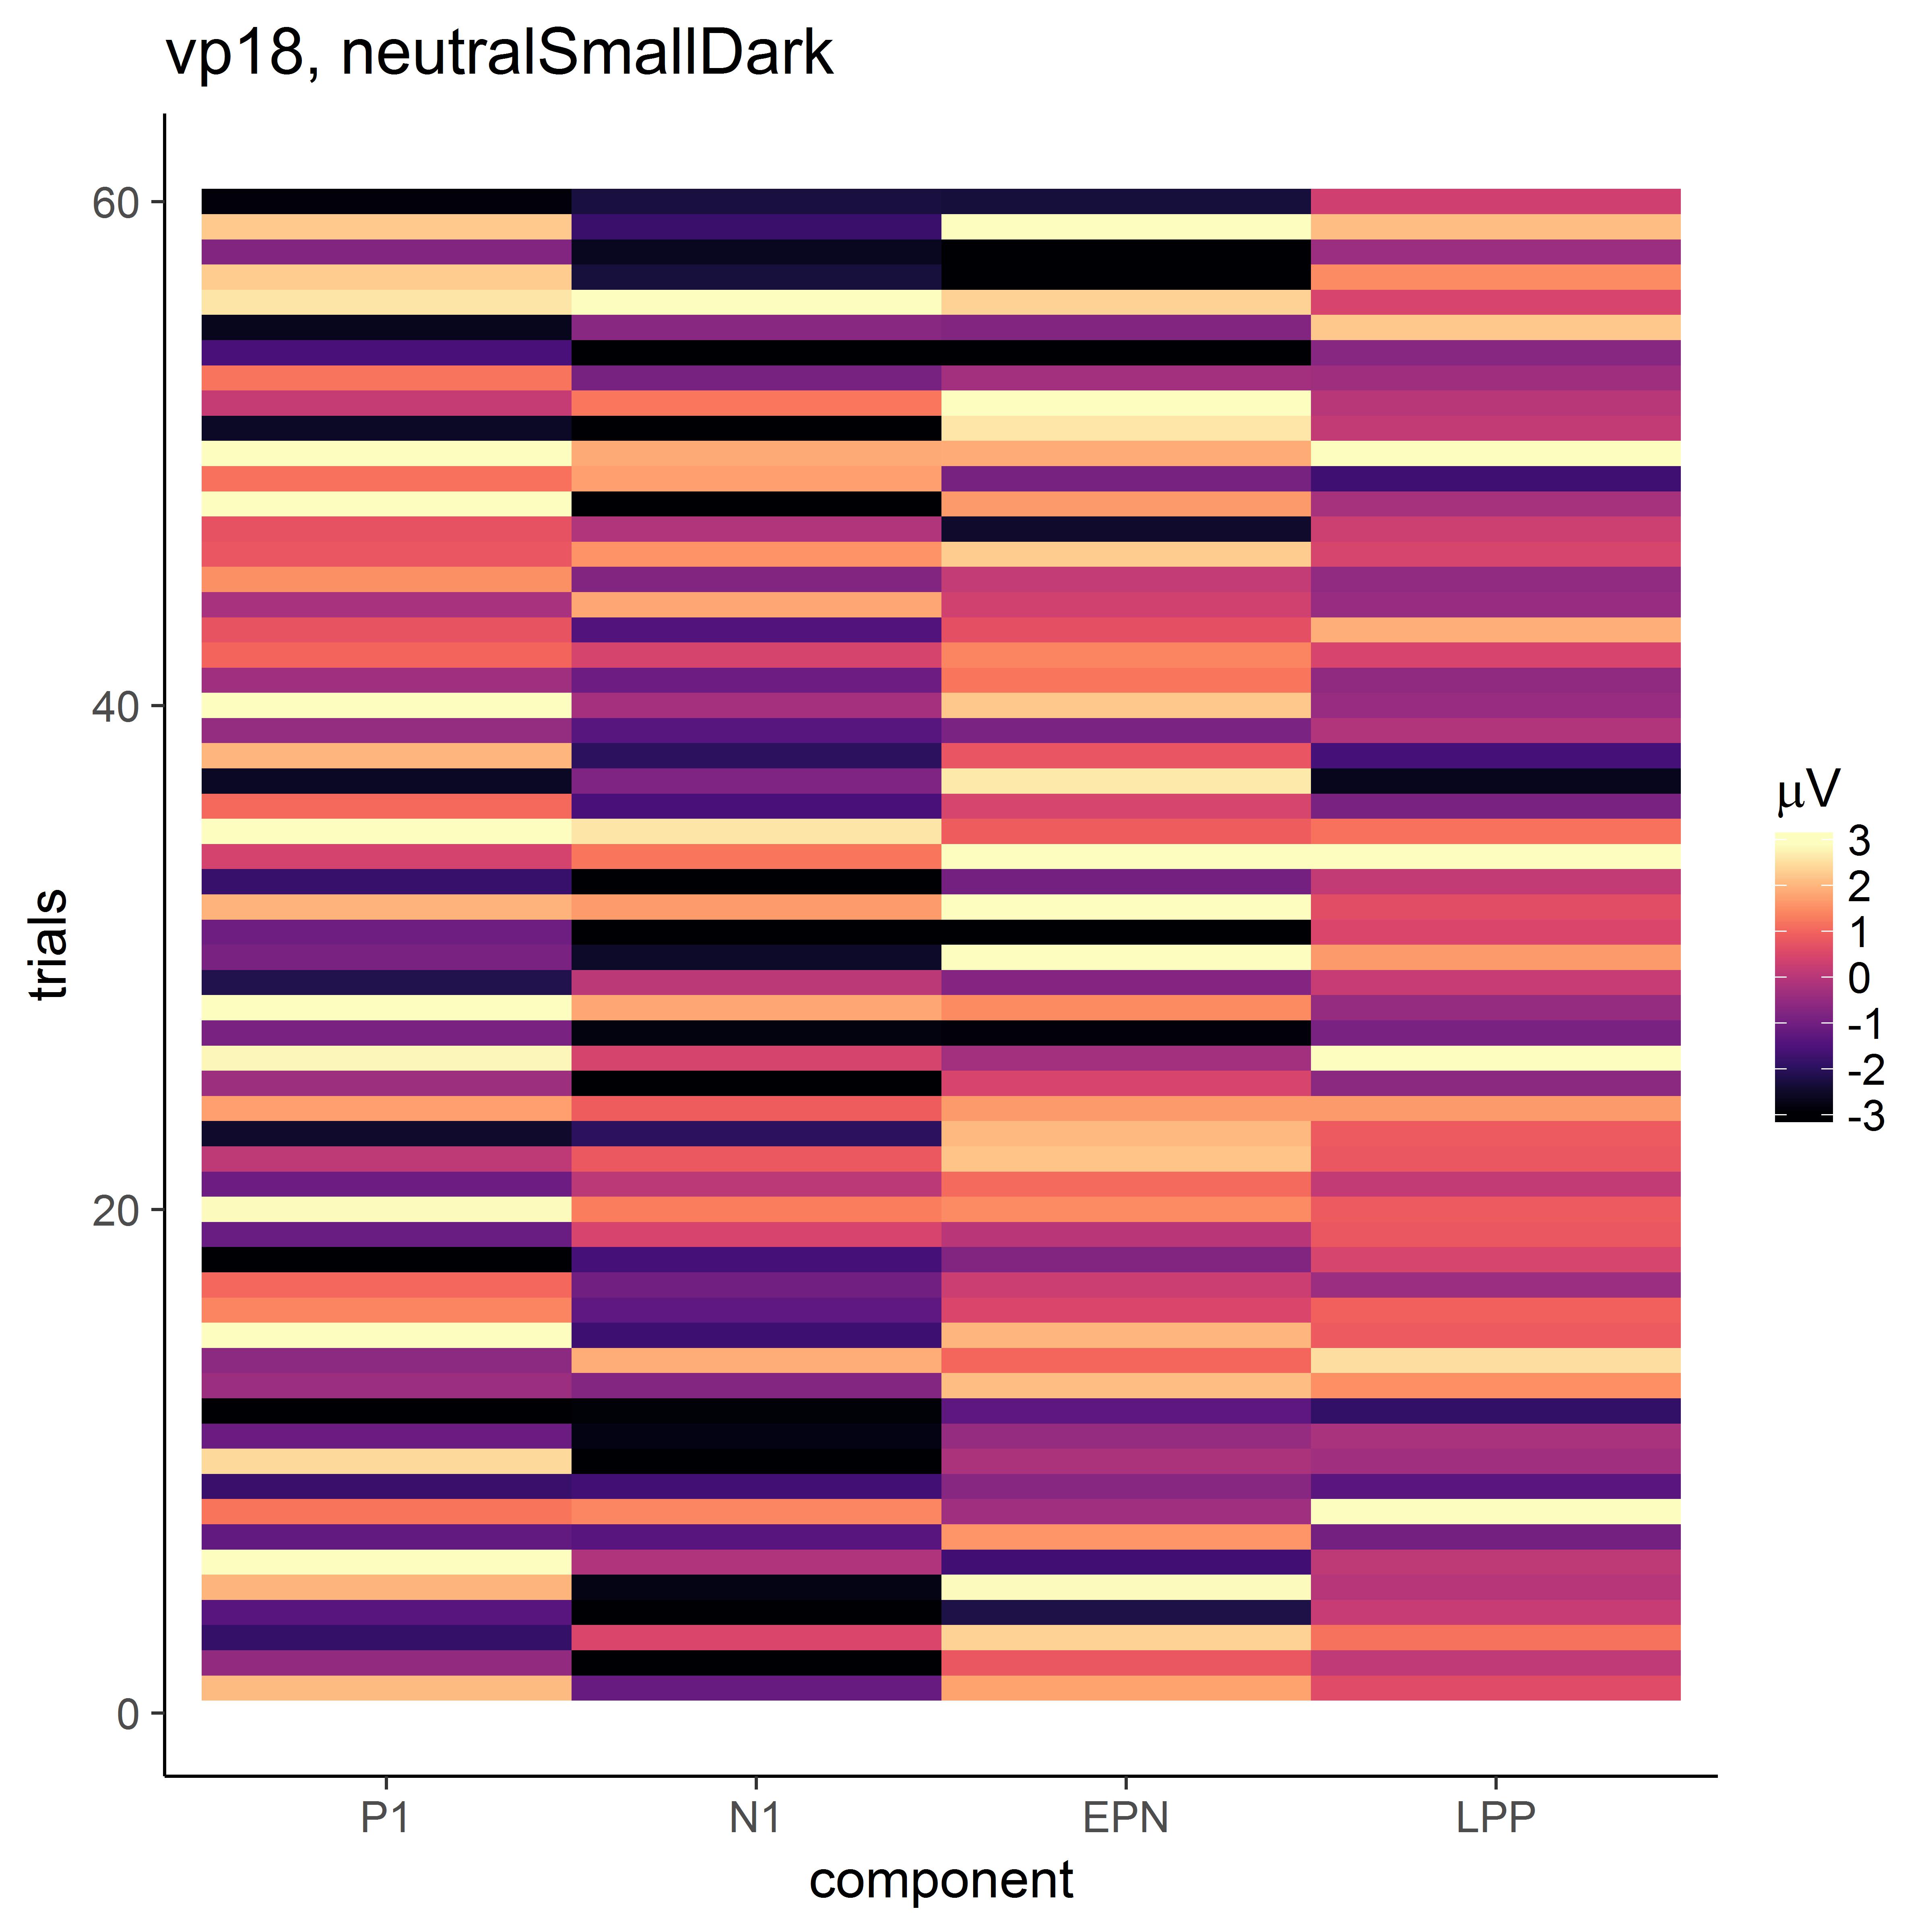 vp18, neutralSmallDark
60
40
20
0
trials
P1 N1 EPN LPP
component
μV
3
2
1
0
-1
-2
-3